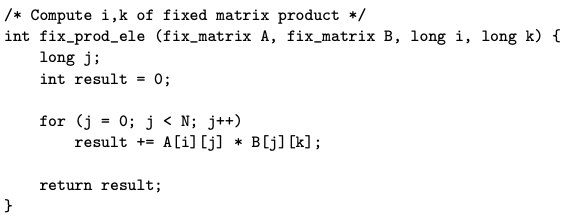 /* Compute i,k of fixed matrix product */
int fix_prod_ele (fix_matrix A, fix_matrix B, long i, long k) {
    long j;
    int result = 0;

    for (j = 0; j < N; j++)
        result += A[i][j] * B[j][k];

    return result;
}